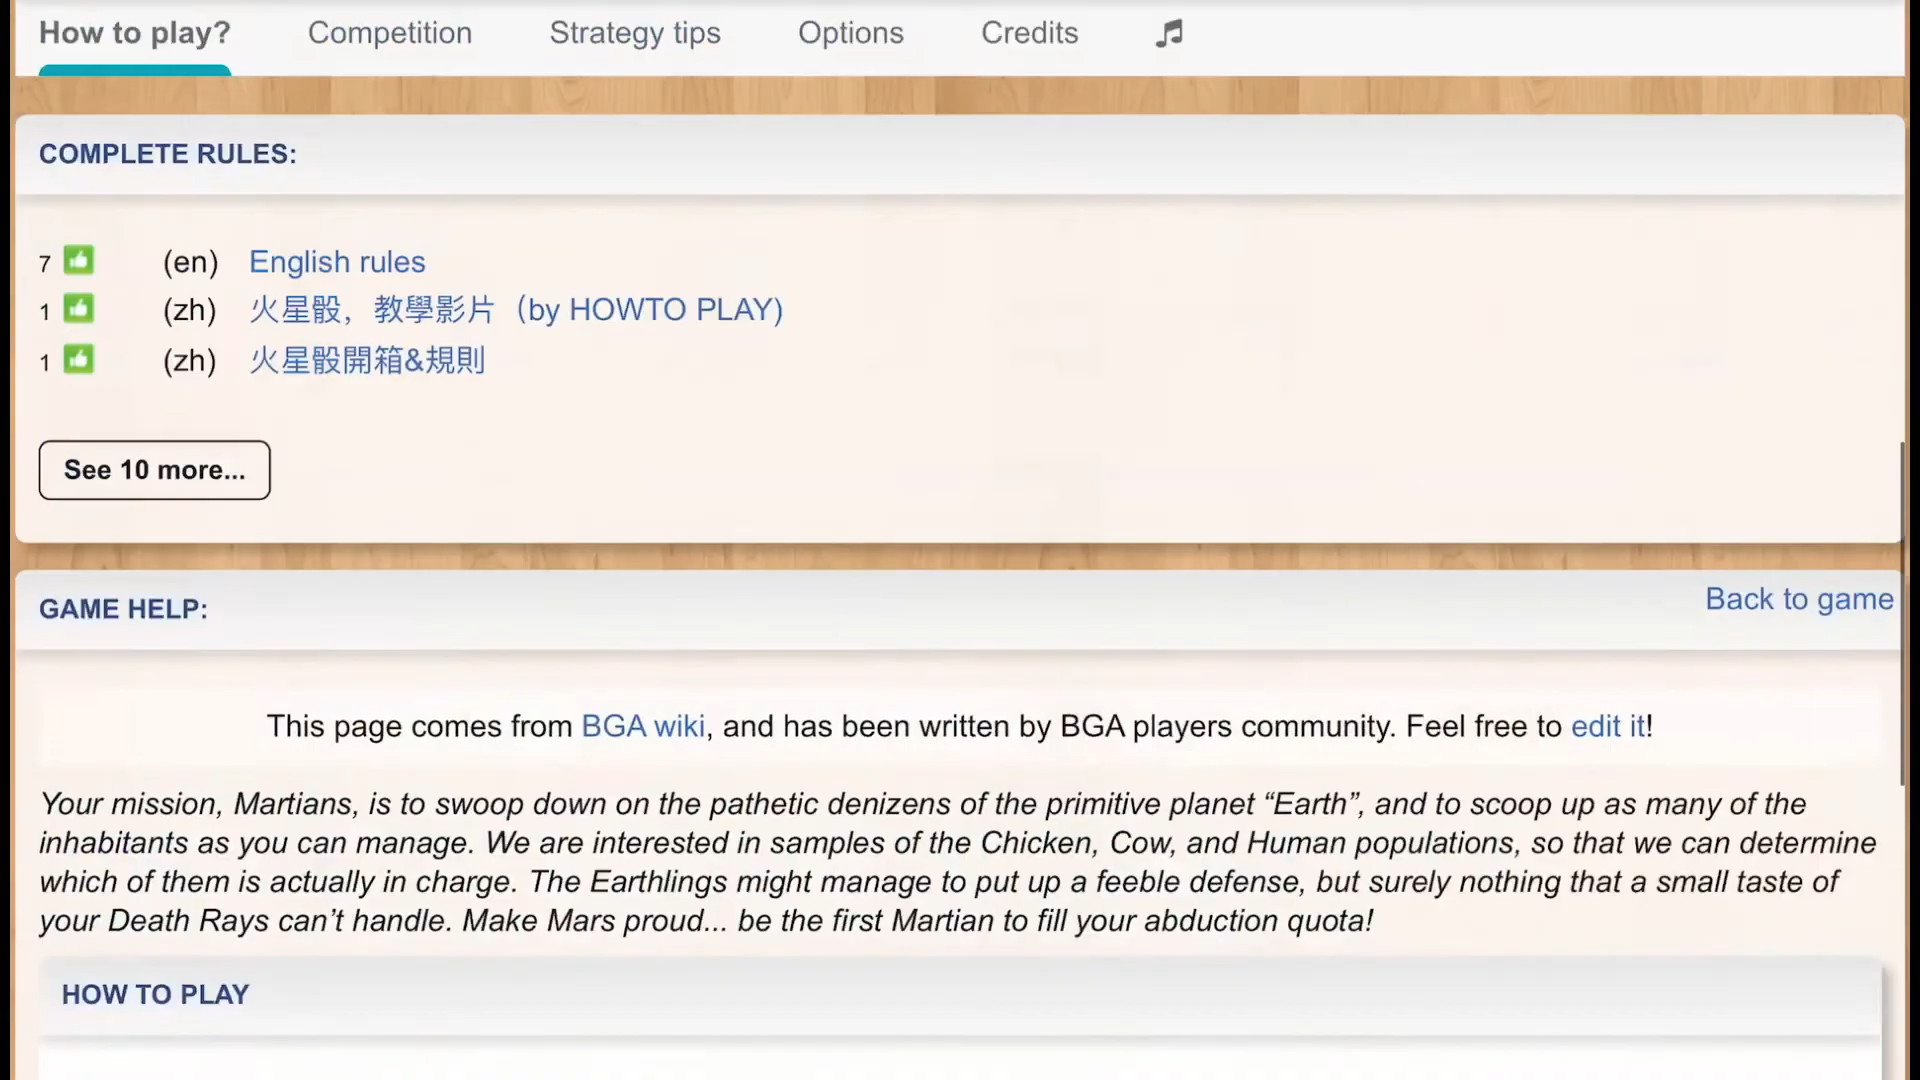 How to play? Competition Strategy tips Options Credits
COMPLETE RULES:
7 (en) English rules
1 (zh) 火星骰，教學影片（by HOWTO PLAY)
1 (zh) 火星骰開箱&規則
See 10 more...
GAME HELP:
Back to game
This page comes from BGA wiki, and has been written by BGA players community. Feel free to edit it!
Your mission, Martians, is to swoop down on the pathetic denizens of the primitive planet “Earth”, and to scoop up as many of the
inhabitants as you can manage. We are interested in samples of the Chicken, Cow, and Human populations, so that we can determine
which of them is actually in charge. The Earthlings might manage to put up a feeble defense, but surely nothing that a small taste of
your Death Rays can’t handle. Make Mars proud... be the first Martian to fill your abduction quota!
HOW TO PLAY